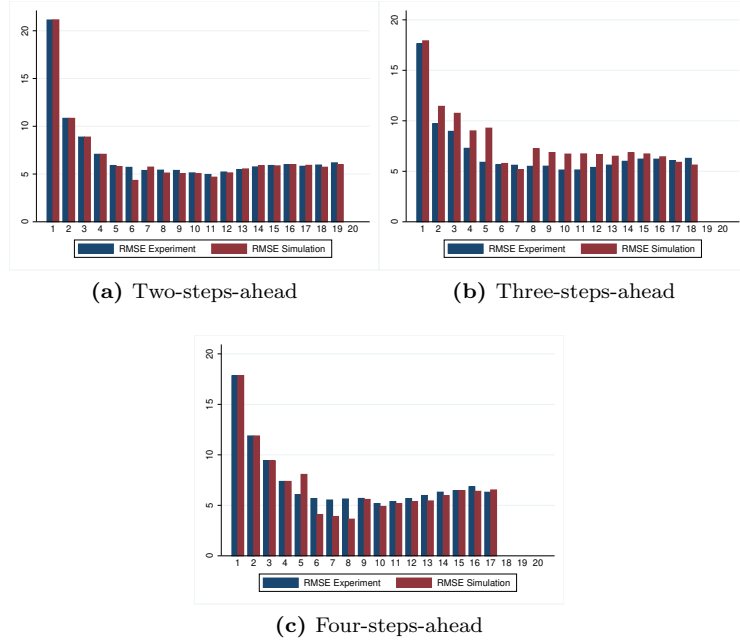 20
15
10
5
0
1 2 3 4 5 6 7 8 9 10 11 12 13 14 15 16 17 18 19 20
RMSE Experiment RMSE Simulation
(a) Two-steps-ahead
20
15
10
5
0
1 2 3 4 5 6 7 8 9 10 11 12 13 14 15 16 17 18 19 20
RMSE Experiment RMSE Simulation
(b) Three-steps-ahead
20
15
10
5
0
1 2 3 4 5 6 7 8 9 10 11 12 13 14 15 16 17 18 19 20
RMSE Experiment RMSE Simulation
(c) Four-steps-ahead